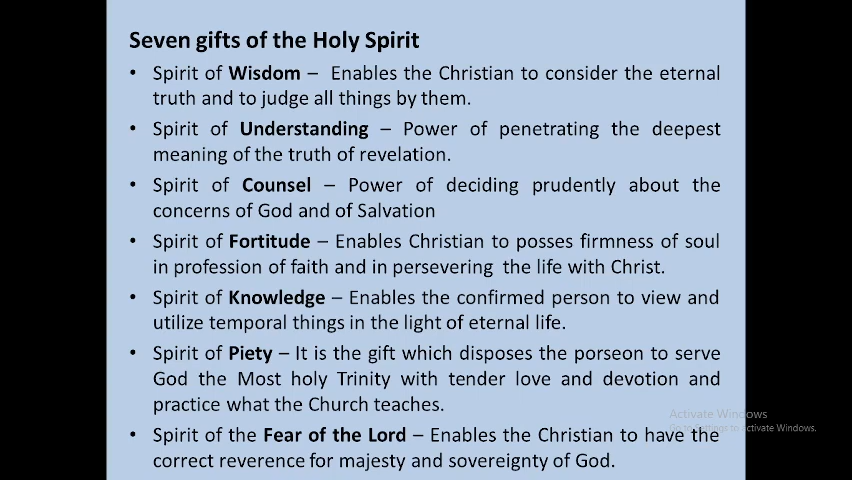 Seven gifts of the Holy Spirit
• Spirit of Wisdom – Enables the Christian to consider the eternal
truth and to judge all things by them.
• Spirit of Understanding – Power of penetrating the deepest
meaning of the truth of revelation.
• Spirit of Counsel – Power of deciding prudently about the
concerns of God and of Salvation
• Spirit of Fortitude – Enables Christian to posses firmness of soul
in profession of faith and in persevering the life with Christ.
• Spirit of Knowledge – Enables the confirmed person to view and
utilize temporal things in the light of eternal life.
• Spirit of Piety – It is the gift which disposes the porseon to serve
God the Most holy Trinity with tender love and devotion and
practice what the Church teaches.
Activate Windows
Go to Settings to Activate Windows.
• Spirit of the Fear of the Lord – Enables the Christian to have the
correct reverence for majesty and sovereignty of God.